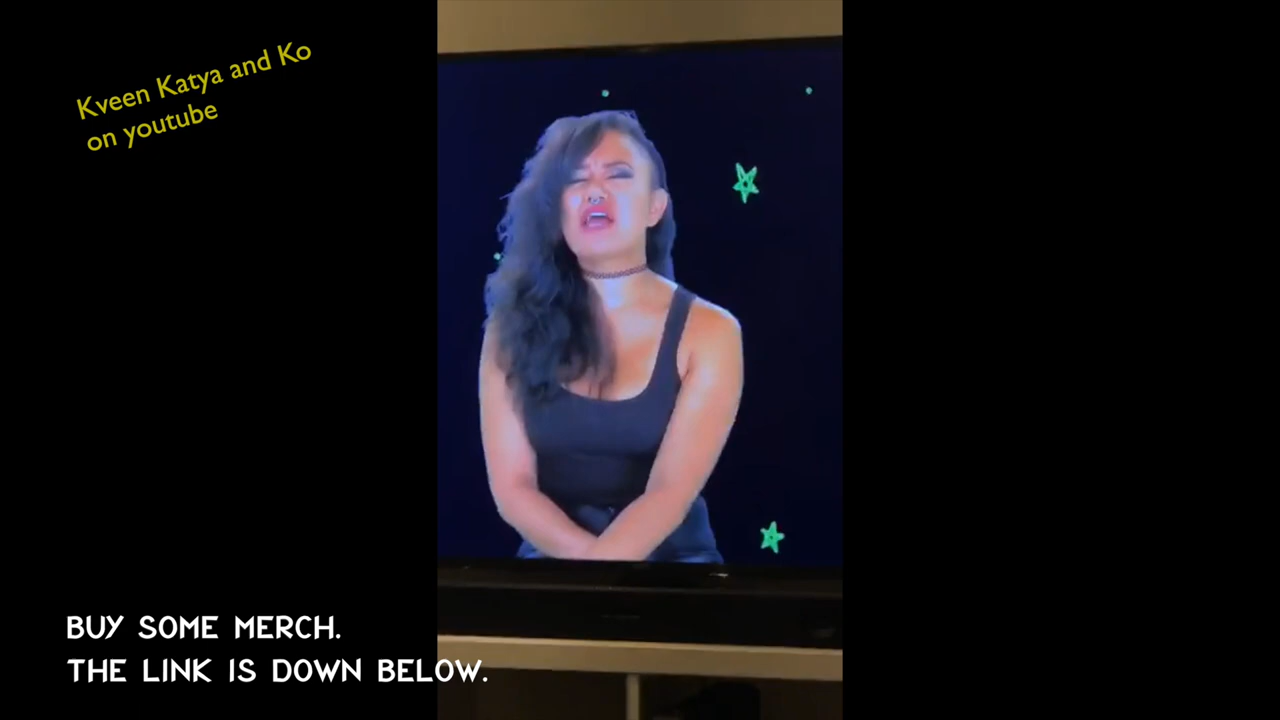 Kveen Katya and Ko
on youtube
BUY SOME MERCH.
THE LINK IS DOWN BELOW.